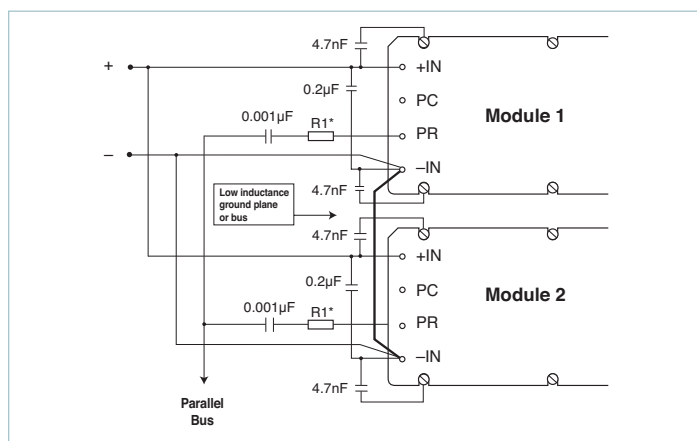 4.7nF
+
+IN
0.2µF
PC
Module 1
0.001µF
R1*
PR
–
–IN
4.7nF
Low inductance
ground plane
or bus
4.7nF
+IN
0.2µF
PC
Module 2
0.001µF
R1*
PR
–IN
4.7nF
Parallel
Bus